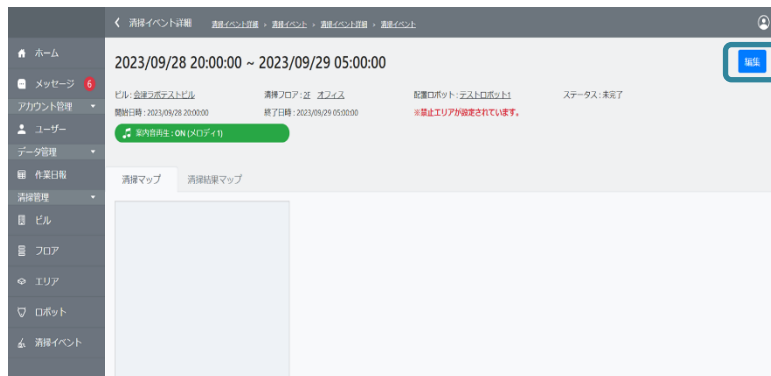 清掃イベント詳細 清掃イベント詳細 › 清掃イベント › 清掃イベント詳細 › 清掃イベント
ホーム
メッセージ 6
アカウント管理
ユーザー
データ管理
作業日報
清掃管理
ビル
フロア
エリア
ロボット
清掃イベント
2023/09/28 20:00:00 ~ 2023/09/29 05:00:00
編集
ビル : 会津ラボテストビル 清掃フロア : 2F オフィス 配置ロボット : テストロボット1 ステータス : 未完了
開始日時 : 2023/09/28 20:00:00 終了日時 : 2023/09/29 05:00:00 ※禁止エリアが設定されています。
案内音再生 : ON (メロディ1)
清掃マップ 清掃結果マップ